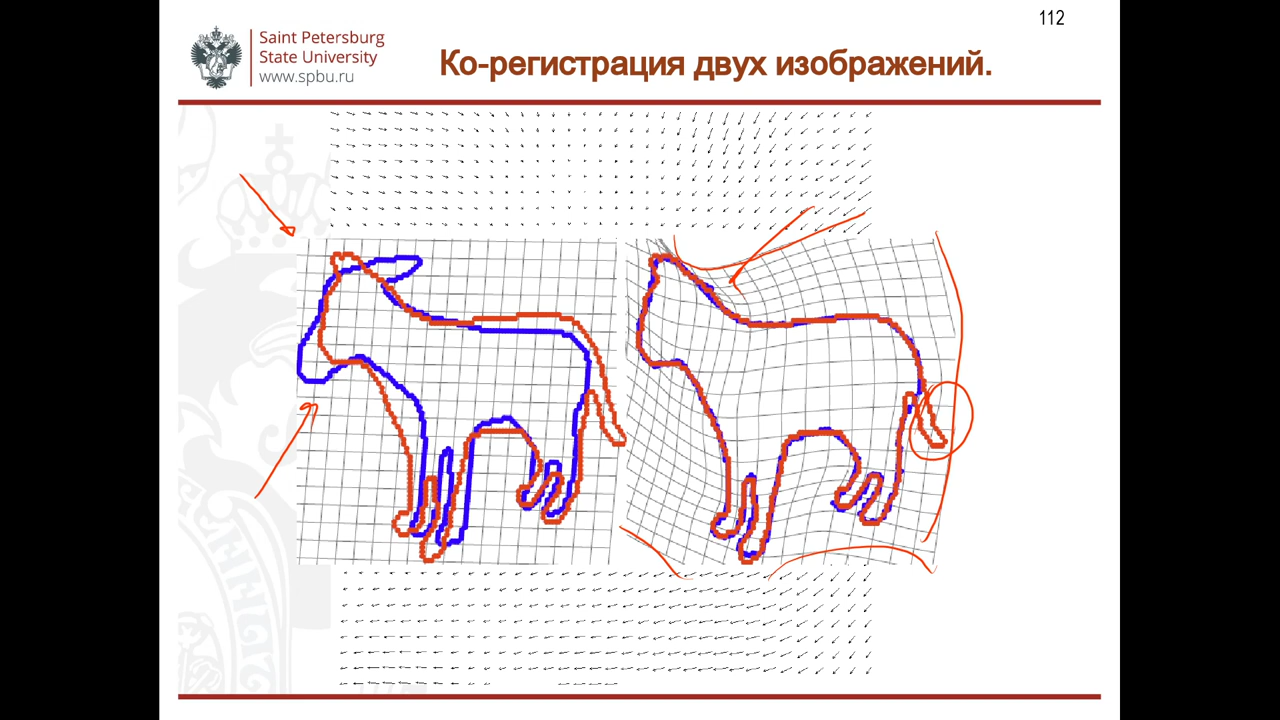 112
Saint Petersburg
State University
www.spbu.ru
Ко-регистрация двух изображений.